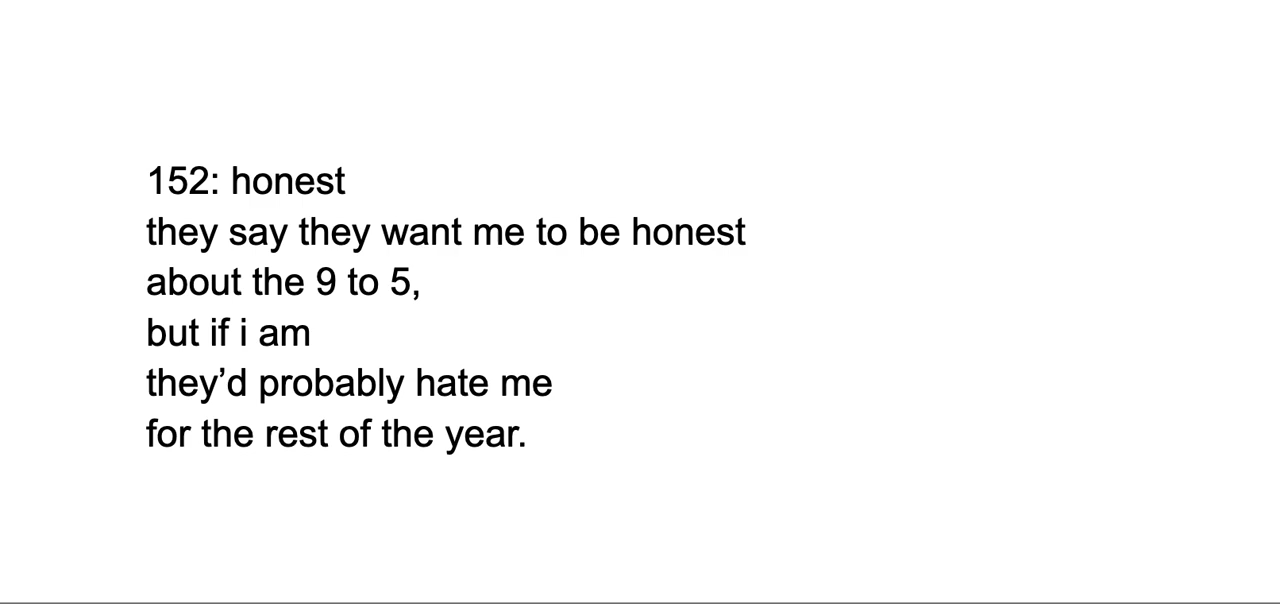 152: honest
they say they want me to be honest
about the 9 to 5,
but if i am
they’d probably hate me
for the rest of the year.